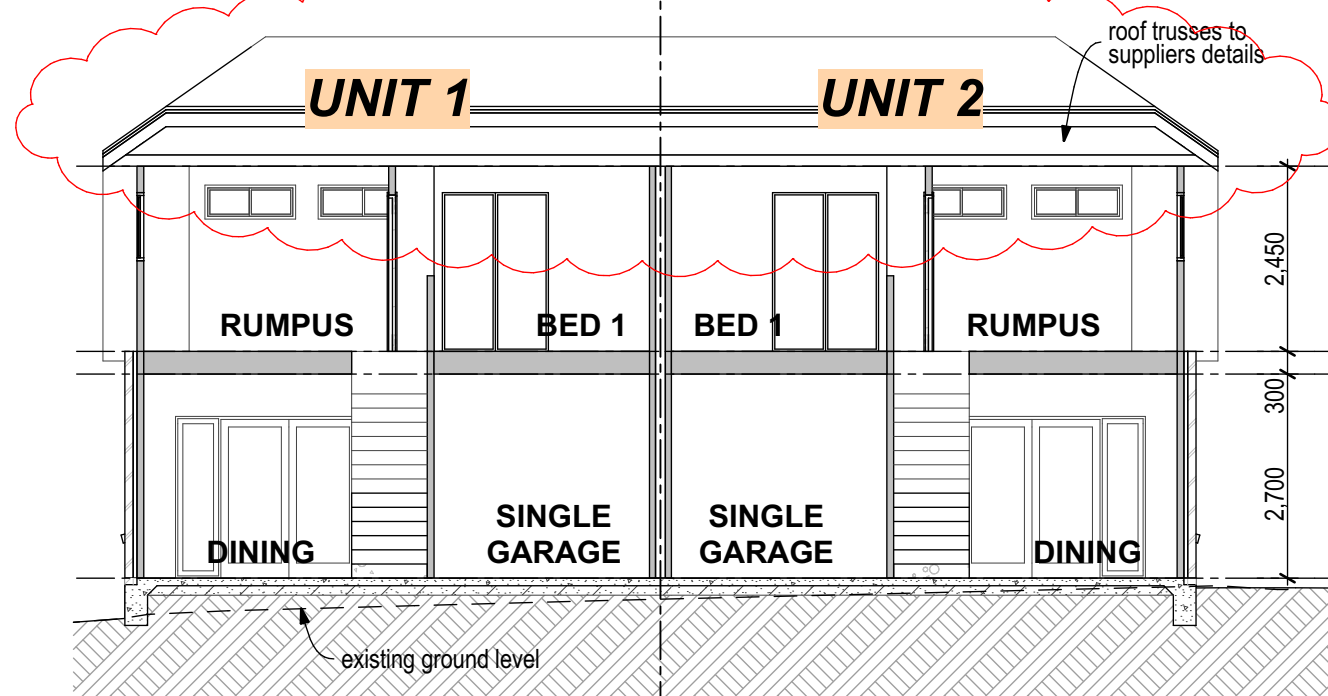 roof trusses to
suppliers details
UNIT 1
UNIT 2
2,450
RUMPUS
BED 1
BED 1
RUMPUS
300
2,700
SINGLE
GARAGE
SINGLE
GARAGE
DINING
DINING
existing ground level